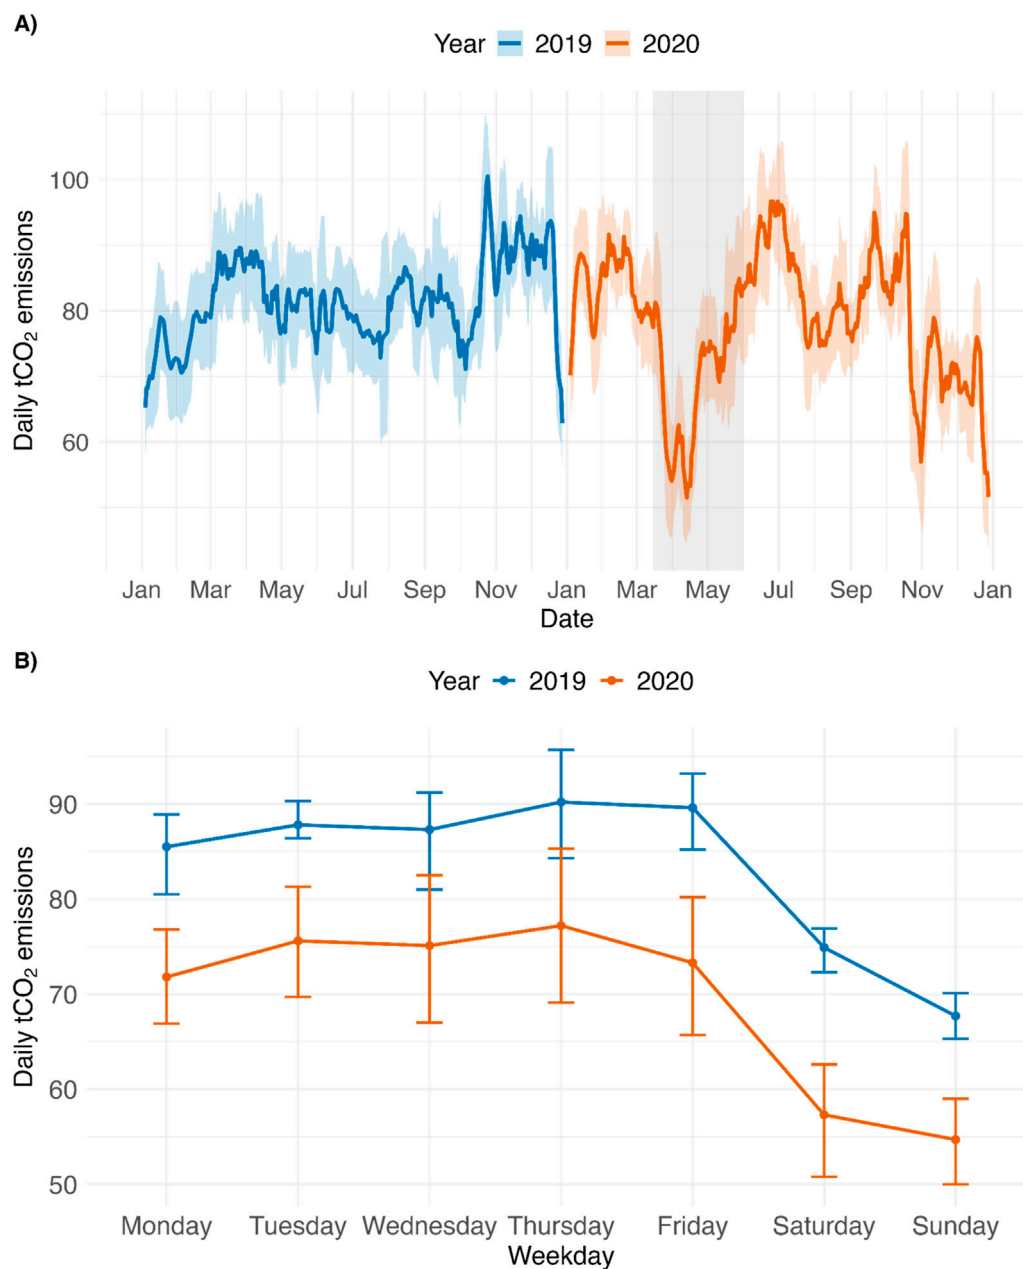 A)
Year 2019 2020
Daily tCO₂ emissions
100
80
60
Jan Mar May Jul Sep Nov Jan Mar May Jul Sep Nov Jan
Date
B)
Year 2019 2020
Daily tCO₂ emissions
90
80
70
60
50
Monday Tuesday Wednesday Thursday Friday Saturday Sunday
Weekday